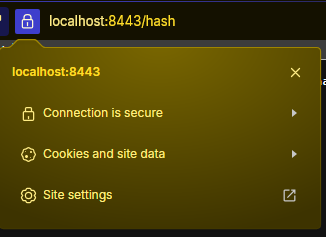 localhost:8443/hash
localhost:8443
Connection is secure
Cookies and site data
Site settings